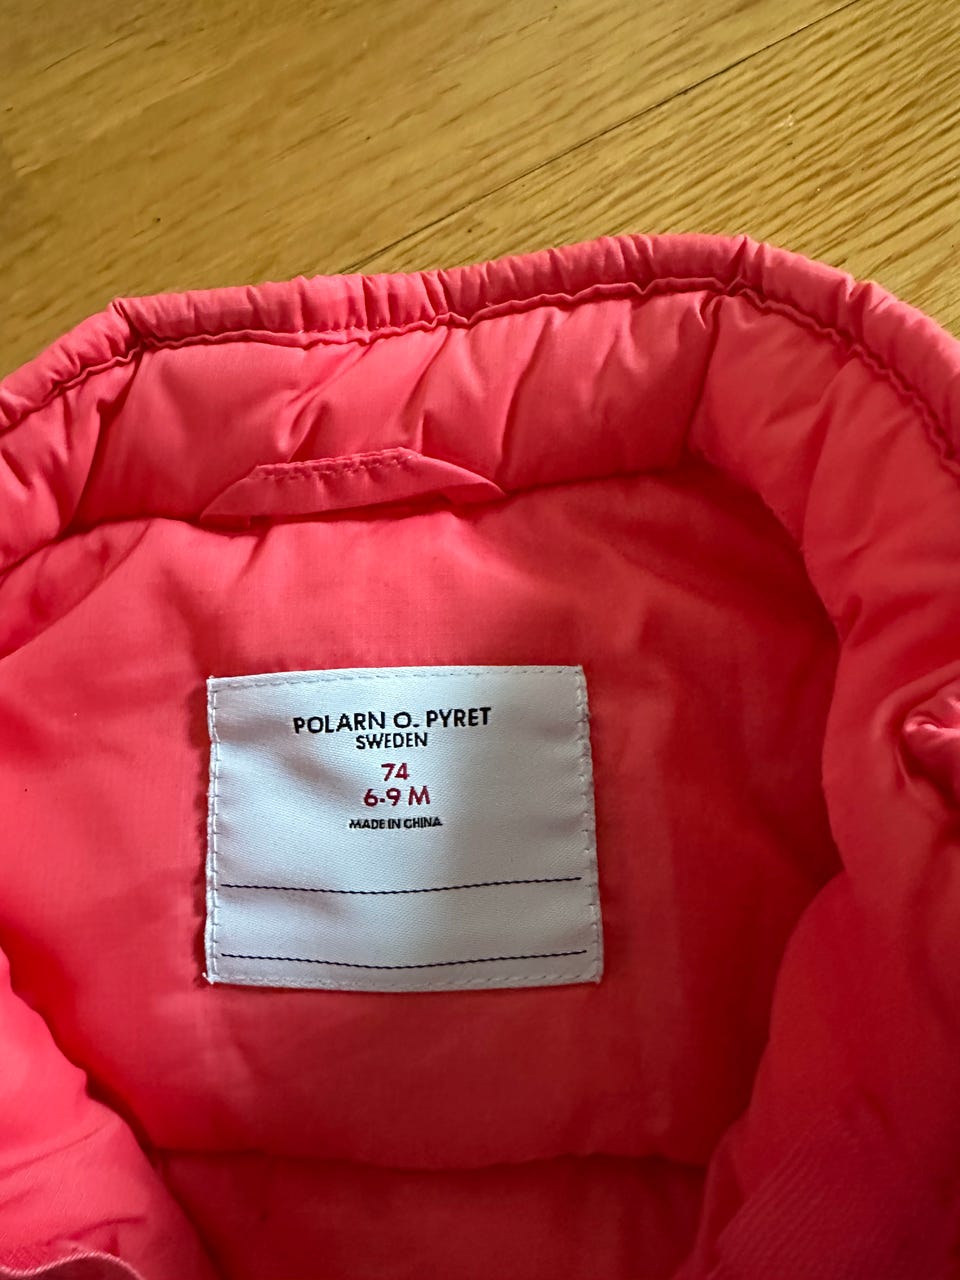 POLARN O. PYRET
SWEDEN
74
6-9 M
MADE IN CHINA